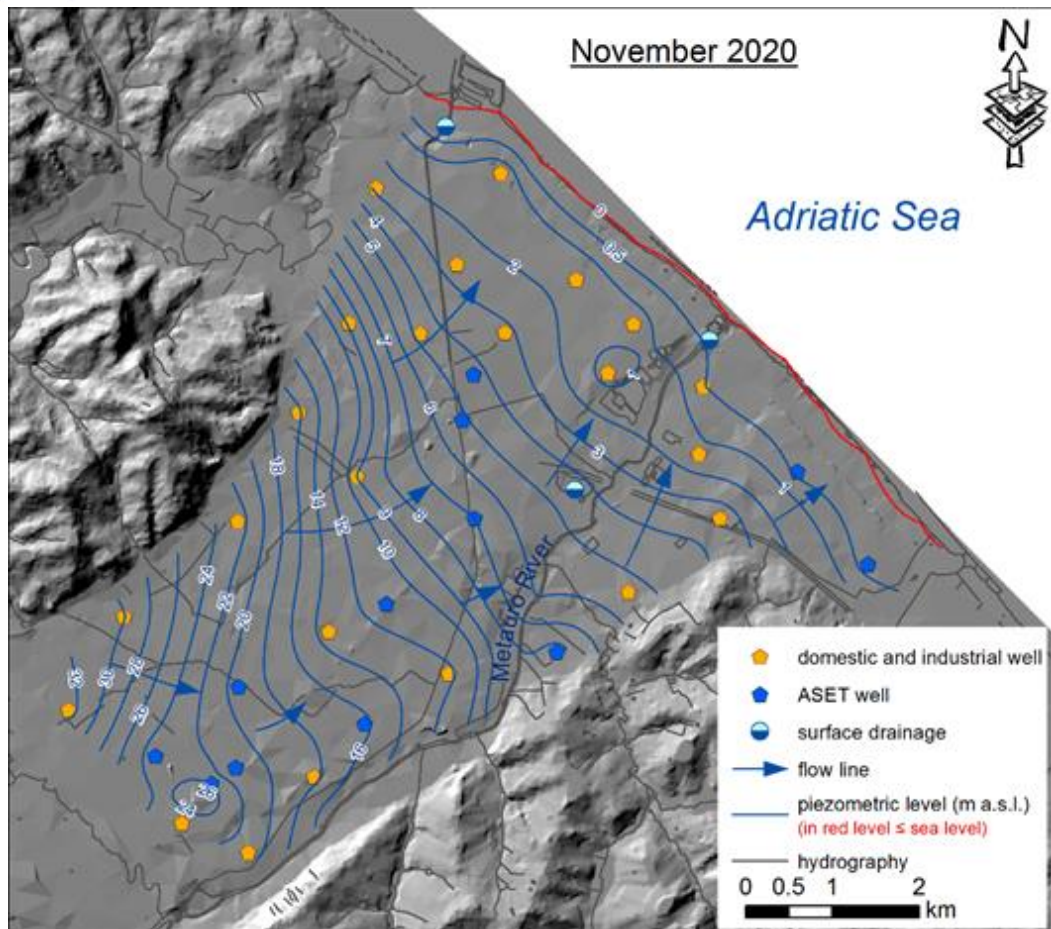 November 2020
N
Adriatic Sea
0
0.5
2
4
5
7
1
3
6
18
14
12
9
8
10
24
22
20
28
26
16
Metauro River
domestic and industrial well
ASET well
surface drainage
flow line
piezometric level (m a.s.l.)
(in red level ≤ sea level)
hydrography
0 0.5 1 2
km